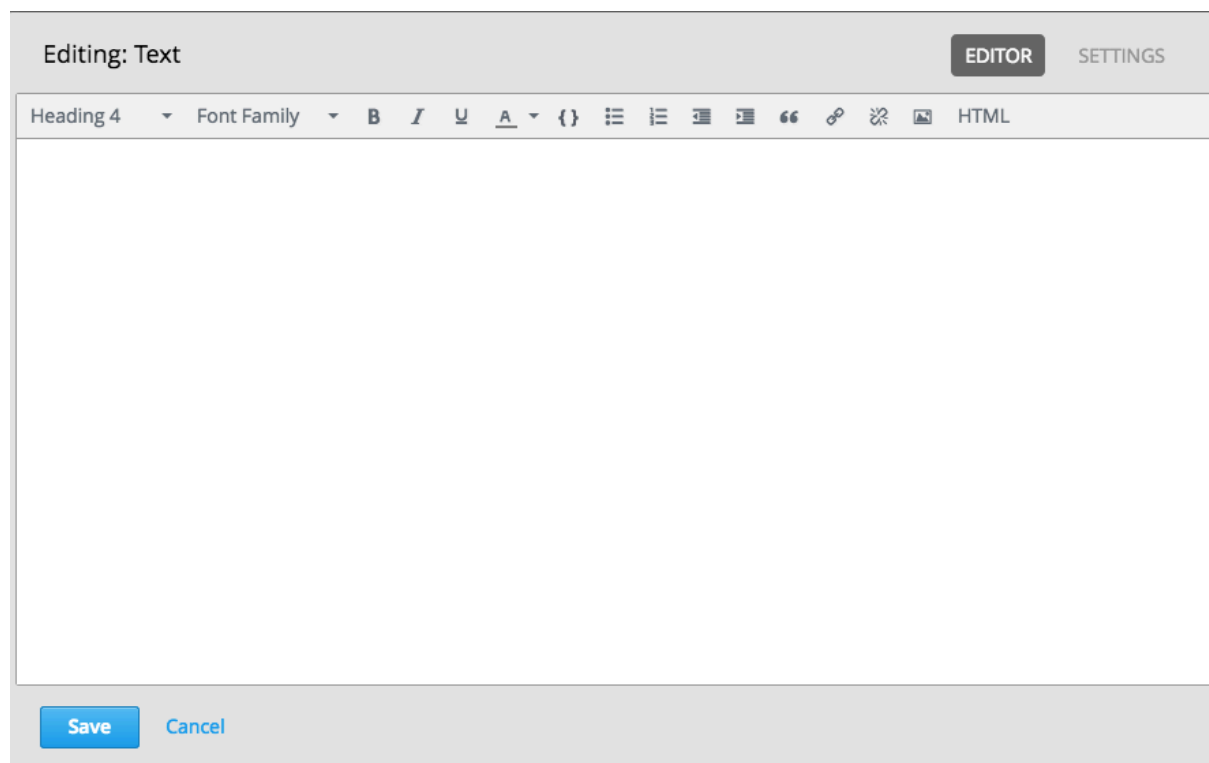 Editing: Text EDITOR SETTINGS
Heading 4 Font Family B I U A {} “ HTML
Save Cancel